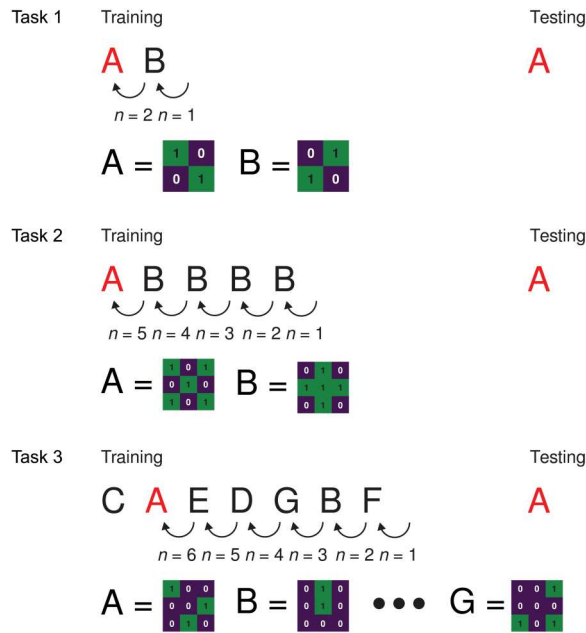 Task 1 Training Testing
A B A
n = 2 n = 1
A = 1 0 B = 0 1
0 1 1 0
Task 2 Training Testing
A B B B B A
n = 5 n = 4 n = 3 n = 2 n = 1
A = 1 0 1 B = 0 1 0
0 1 0 1 1 1
1 0 1 0 1 0
Task 3 Training Testing
C A E D G B F A
n = 6 n = 5 n = 4 n = 3 n = 2 n = 1
A = 1 0 0 B = 0 1 0 ••• G = 0 0 1
0 0 1 0 1 0 0 0 0
0 1 0 0 0 0 1 0 1